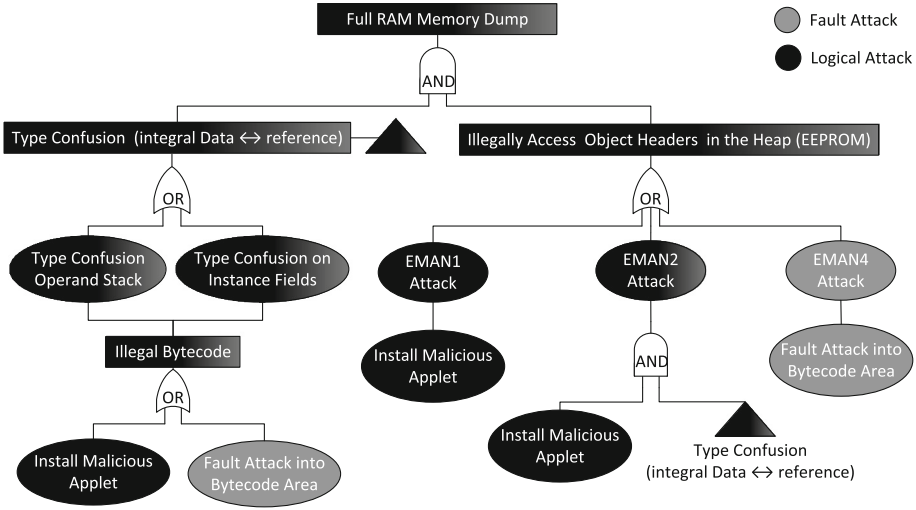 Full RAM Memory Dump
Fault Attack
Logical Attack
AND
Type Confusion (integral Data ↔ reference)
Illegally Access Object Headers in the Heap (EEPROM)
OR
OR
Type Confusion
Operand Stack
Type Confusion on
Instance Fields
EMAN1
Attack
EMAN2
Attack
EMAN4
Attack
Illegal Bytecode
Install Malicious
Applet
AND
Fault Attack into
Bytecode Area
OR
Install Malicious
Applet
Fault Attack into
Bytecode Area
Install Malicious
Applet
Type Confusion
(integral Data ↔ reference)